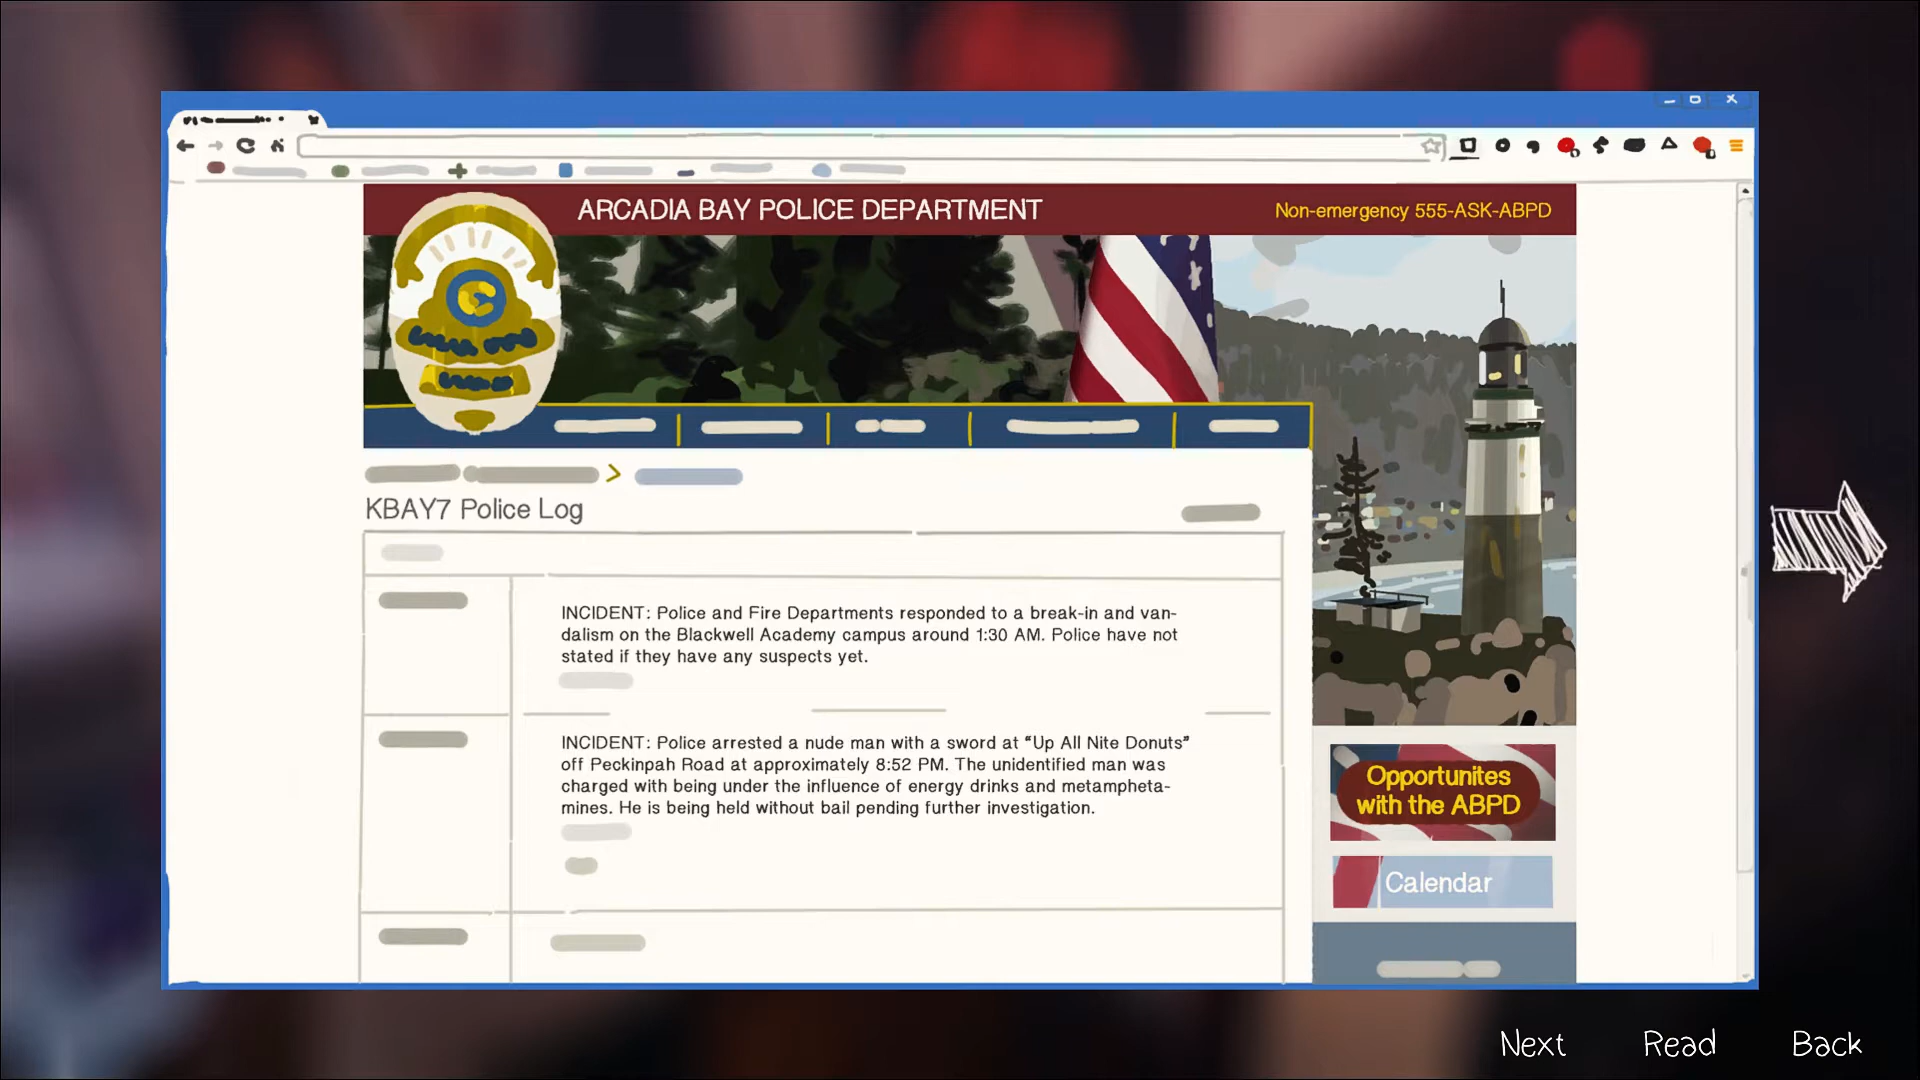 ARCADIA BAY POLICE DEPARTMENT
Non-emergency 555-ASK-ABPD
KBAY7 Police Log
INCIDENT: Police and Fire Departments responded to a break-in and van-
dalism on the Blackwell Academy campus around 1:30 AM. Police have not
stated if they have any suspects yet.
INCIDENT: Police arrested a nude man with a sword at “Up All Nite Donuts”
off Peckinpah Road at approximately 8:52 PM. The unidentified man was
charged with being under the influence of energy drinks and metampheta-
mines. He is being held without bail pending further investigation.
Opportunites
with the ABPD
Calendar
Next
Read
Back